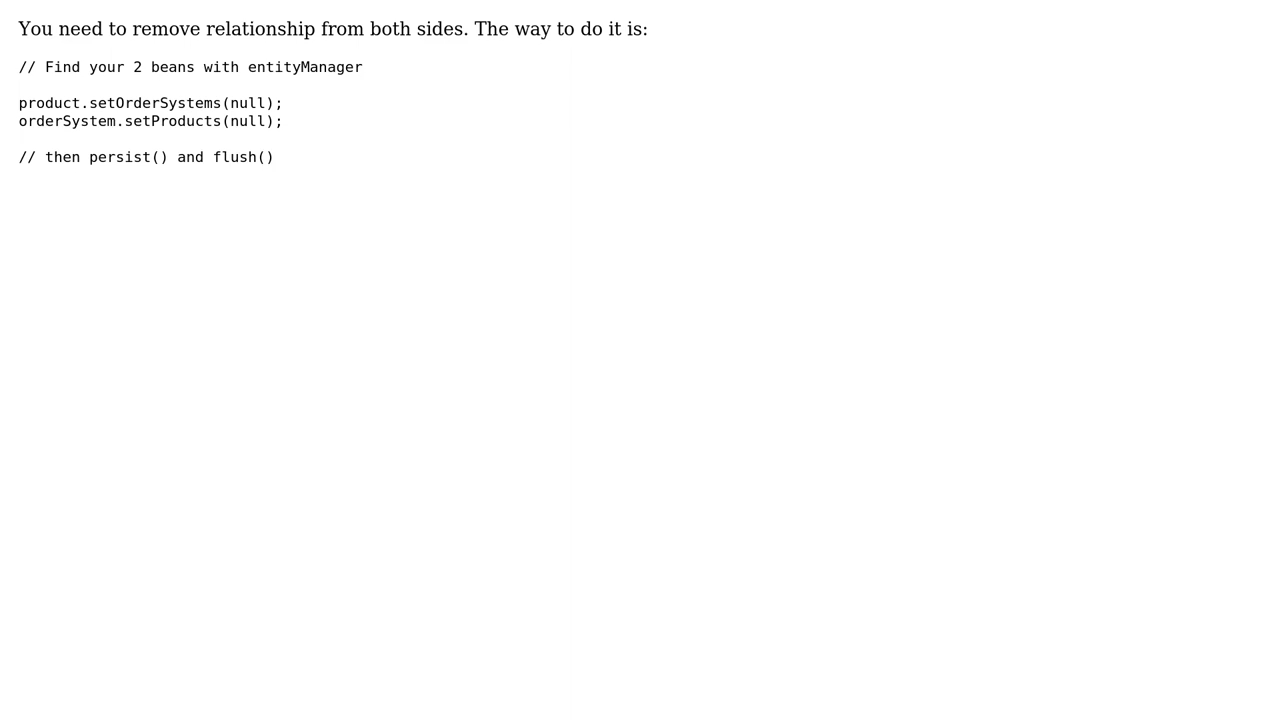 You need to remove relationship from both sides. The way to do it is:
// Find your 2 beans with entityManager
product.setOrderSystems(null);
orderSystem.setProducts(null);
// then persist() and flush()